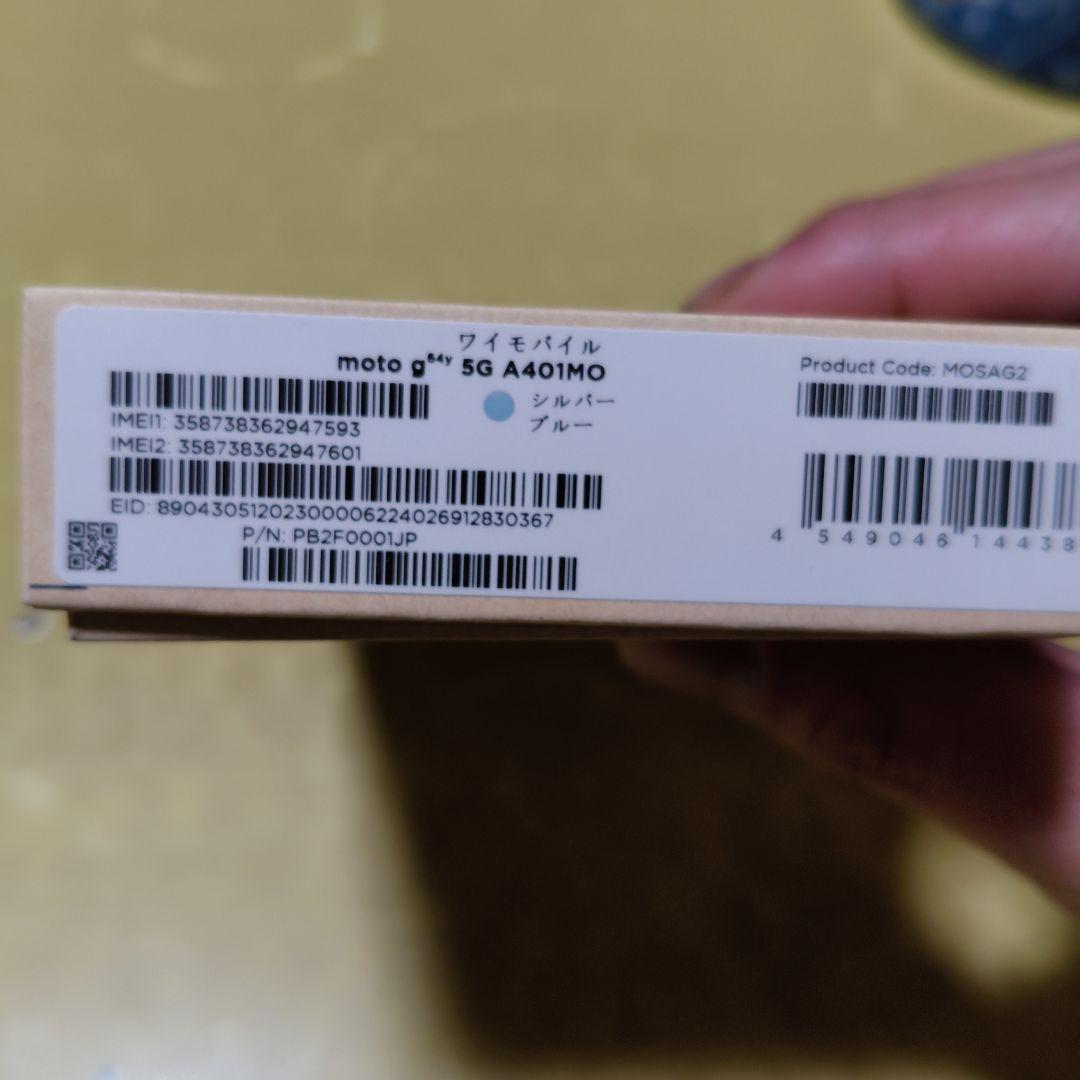 ワイモバイル
moto g64y 5G A401MO
シルバー
ブルー
IMEI1: 358738362947593
IMEI2: 358738362947601
EID: 89043051202300006224026912830367
P/N: PB2F0001JP
Product Code: MOSAG2
4 549046 14438